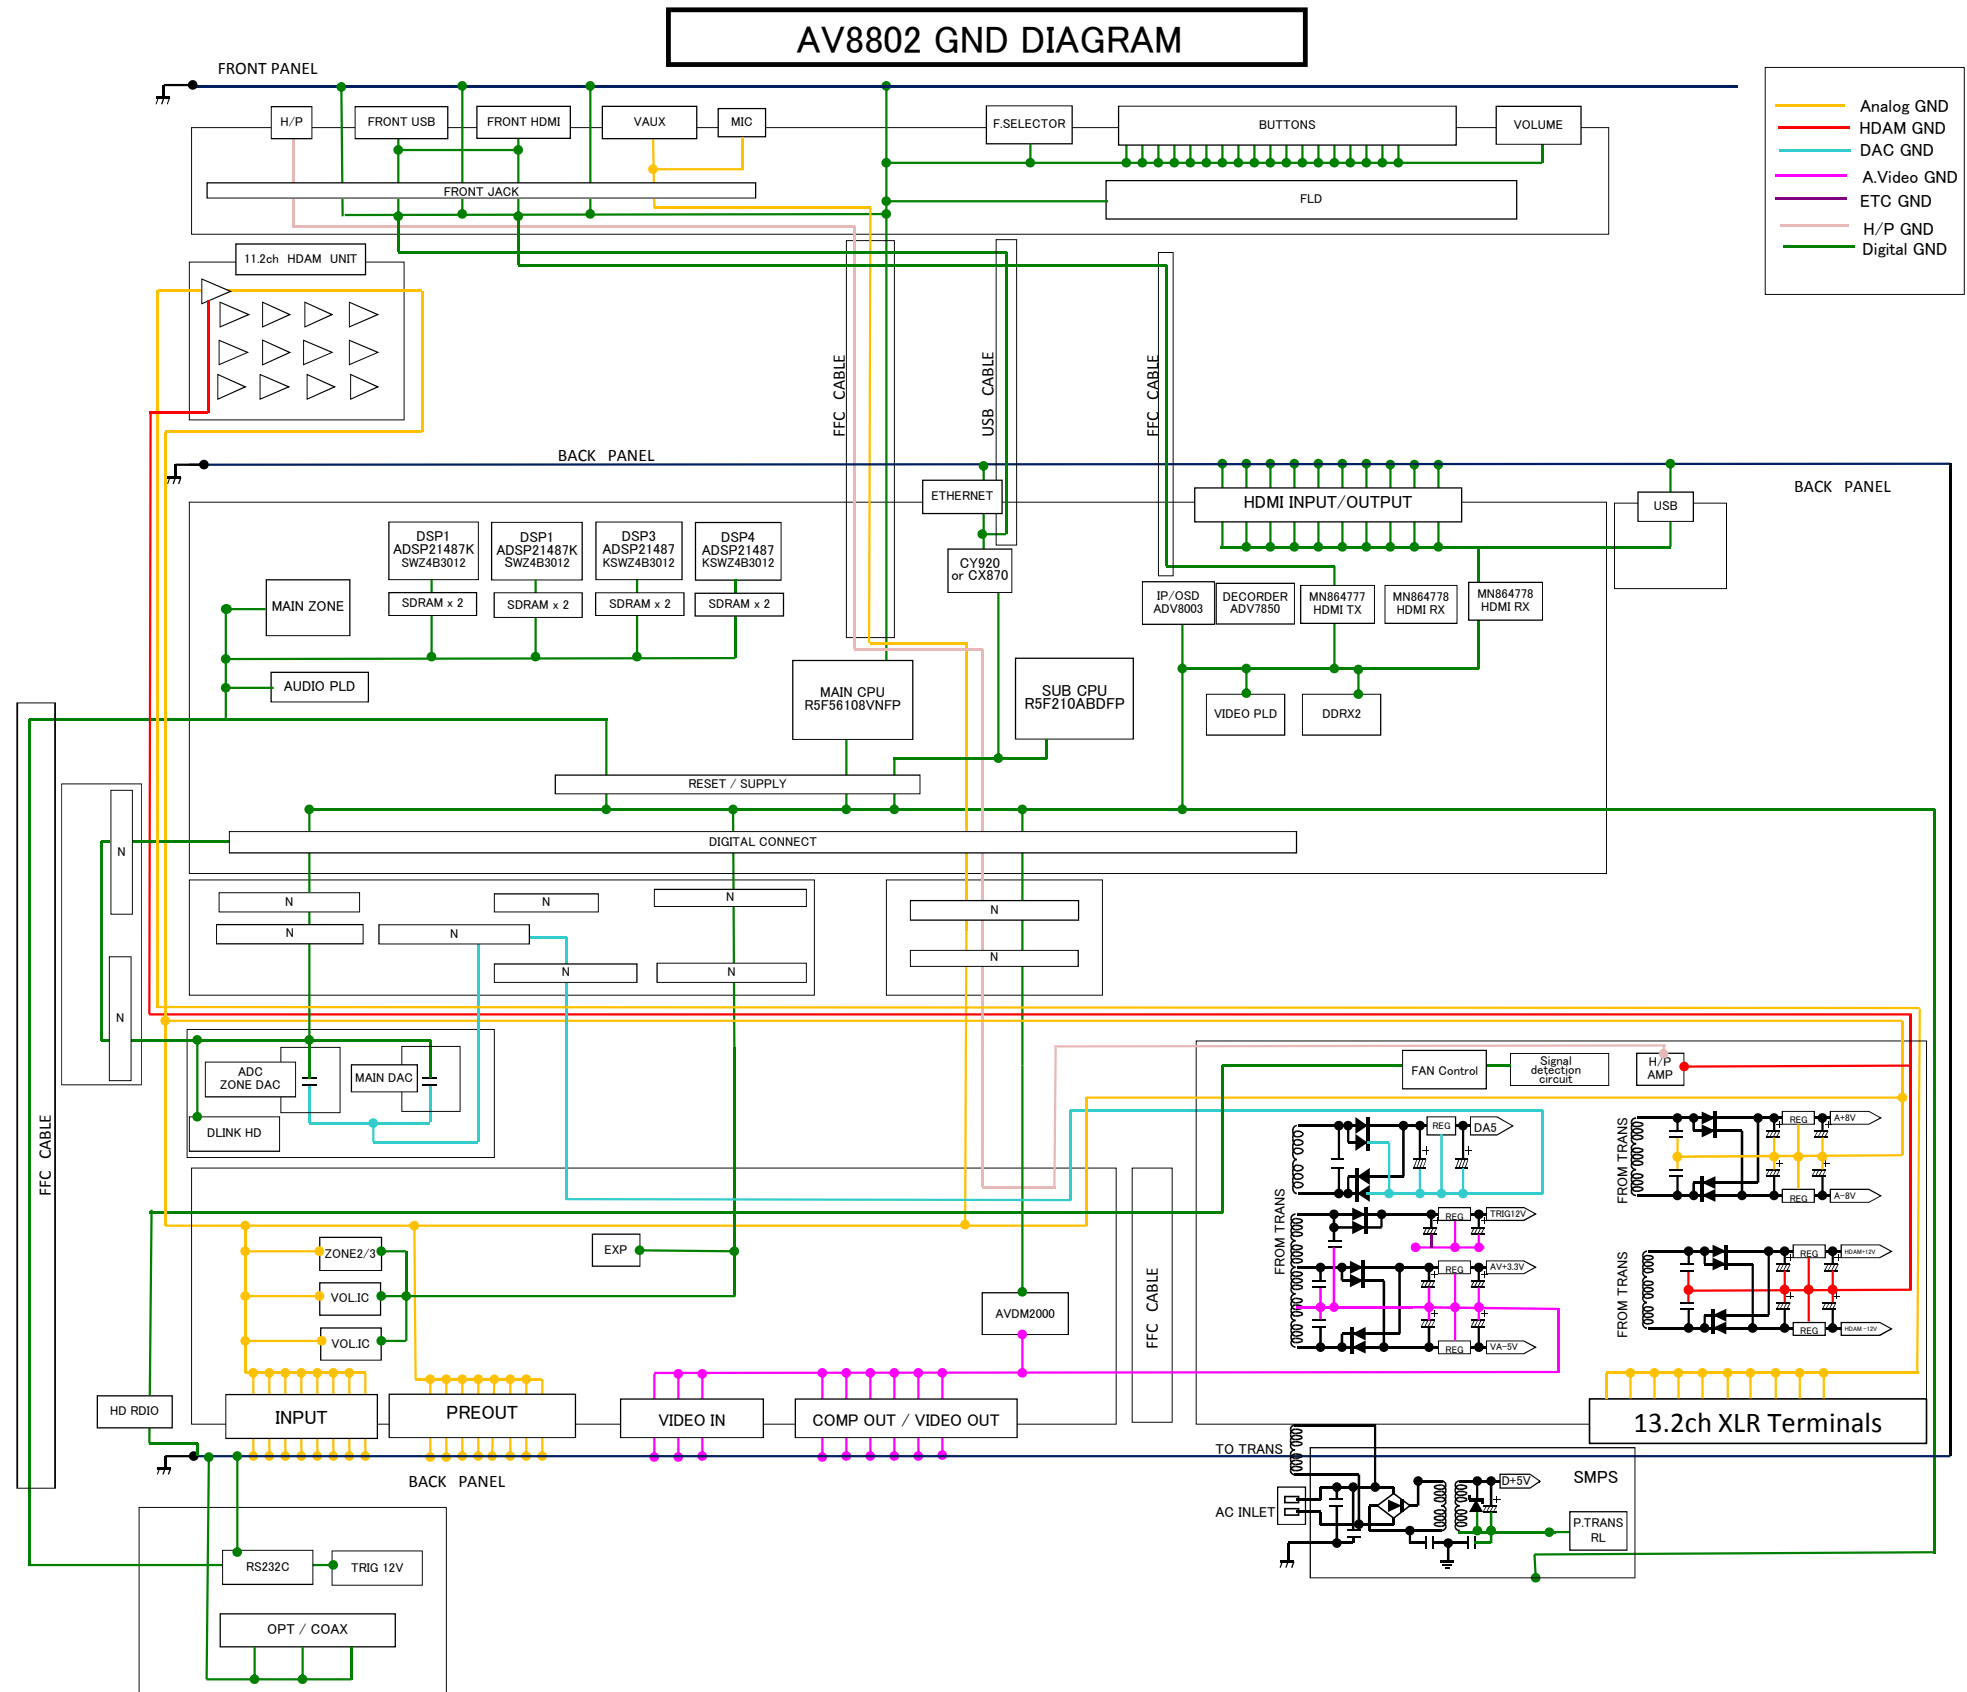 AV8802 GND DIAGRAM
FRONT PANEL
Analog GND
HDAM GND
DAC GND
A.Video GND
ETC GND
H/P GND
Digital GND
H/P
FRONT USB
FRONT HDMI
VAUX
MIC
F.SELECTOR
BUTTONS
VOLUME
FRONT JACK
FLD
11.2ch HDAM UNIT
FFC CABLE
USB CABLE
FFC CABLE
BACK PANEL
BACK PANEL
ETHERNET
HDMI INPUT/OUTPUT
USB
DSP1
ADSP21487K
SWZ4B3012
DSP1
ADSP21487K
SWZ4B3012
DSP3
ADSP21487
KSWZ4B3012
DSP4
ADSP21487
KSWZ4B3012
CY920
or CX870
MAIN ZONE
SDRAM x 2
SDRAM x 2
SDRAM x 2
SDRAM x 2
IP/OSD
ADV8003
DECORDER
ADV7850
MN864777
HDMI TX
MN864778
HDMI RX
MN864778
HDMI RX
AUDIO PLD
MAIN CPU
R5F56108VNFP
SUB CPU
R5F210ABDFP
VIDEO PLD
DDRX2
RESET / SUPPLY
DIGITAL CONNECT
N
N
N
N
N
N
N
N
N
N
N
FFC CABLE
ADC
ZONE DAC
MAIN DAC
DLINK HD
FAN Control
Signal
detection
circuit
H/P
AMP
FROM TRANS
REG
DA5
REG
TRIG12V
REG
AV+3.3V
REG
VA-5V
FROM TRANS
REG
A+8V
REG
A-8V
FROM TRANS
REG
HDAM+12V
REG
HDAM-12V
ZONE2/3
VOL.IC
VOL.IC
EXP
AVDM2000
FFC CABLE
HD RDIO
INPUT
PREOUT
VIDEO IN
COMP OUT / VIDEO OUT
13.2ch XLR Terminals
BACK PANEL
TO TRANS
AC INLET
D+5V
SMPS
P.TRANS
RL
RS232C
TRIG 12V
OPT / COAX